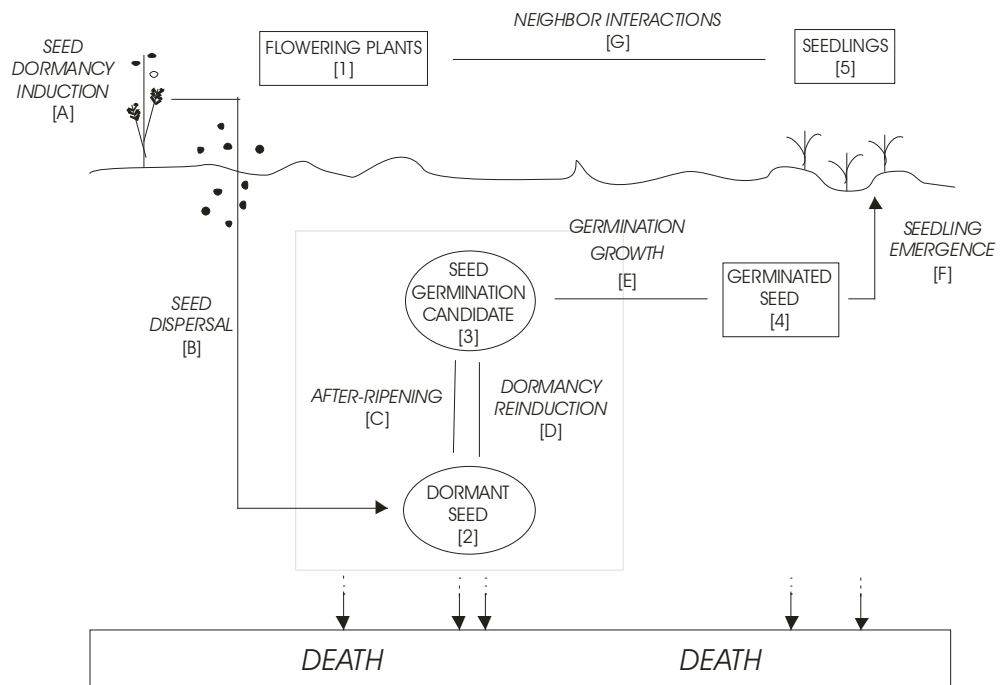 SEED
DORMANCY
INDUCTION
[A]
FLOWERING PLANTS
[1]
NEIGHBOR INTERACTIONS
[G]
SEEDLINGS
[5]
SEED
DISPERSAL
[B]
SEED
GERMINATION
CANDIDATE
[3]
GERMINATION
GROWTH
[E]
GERMINATED
SEED
[4]
SEEDLING
EMERGENCE
[F]
AFTER-RIPENING
[C]
DORMANCY
REINDUCTION
[D]
DORMANT
SEED
[2]
DEATH
DEATH